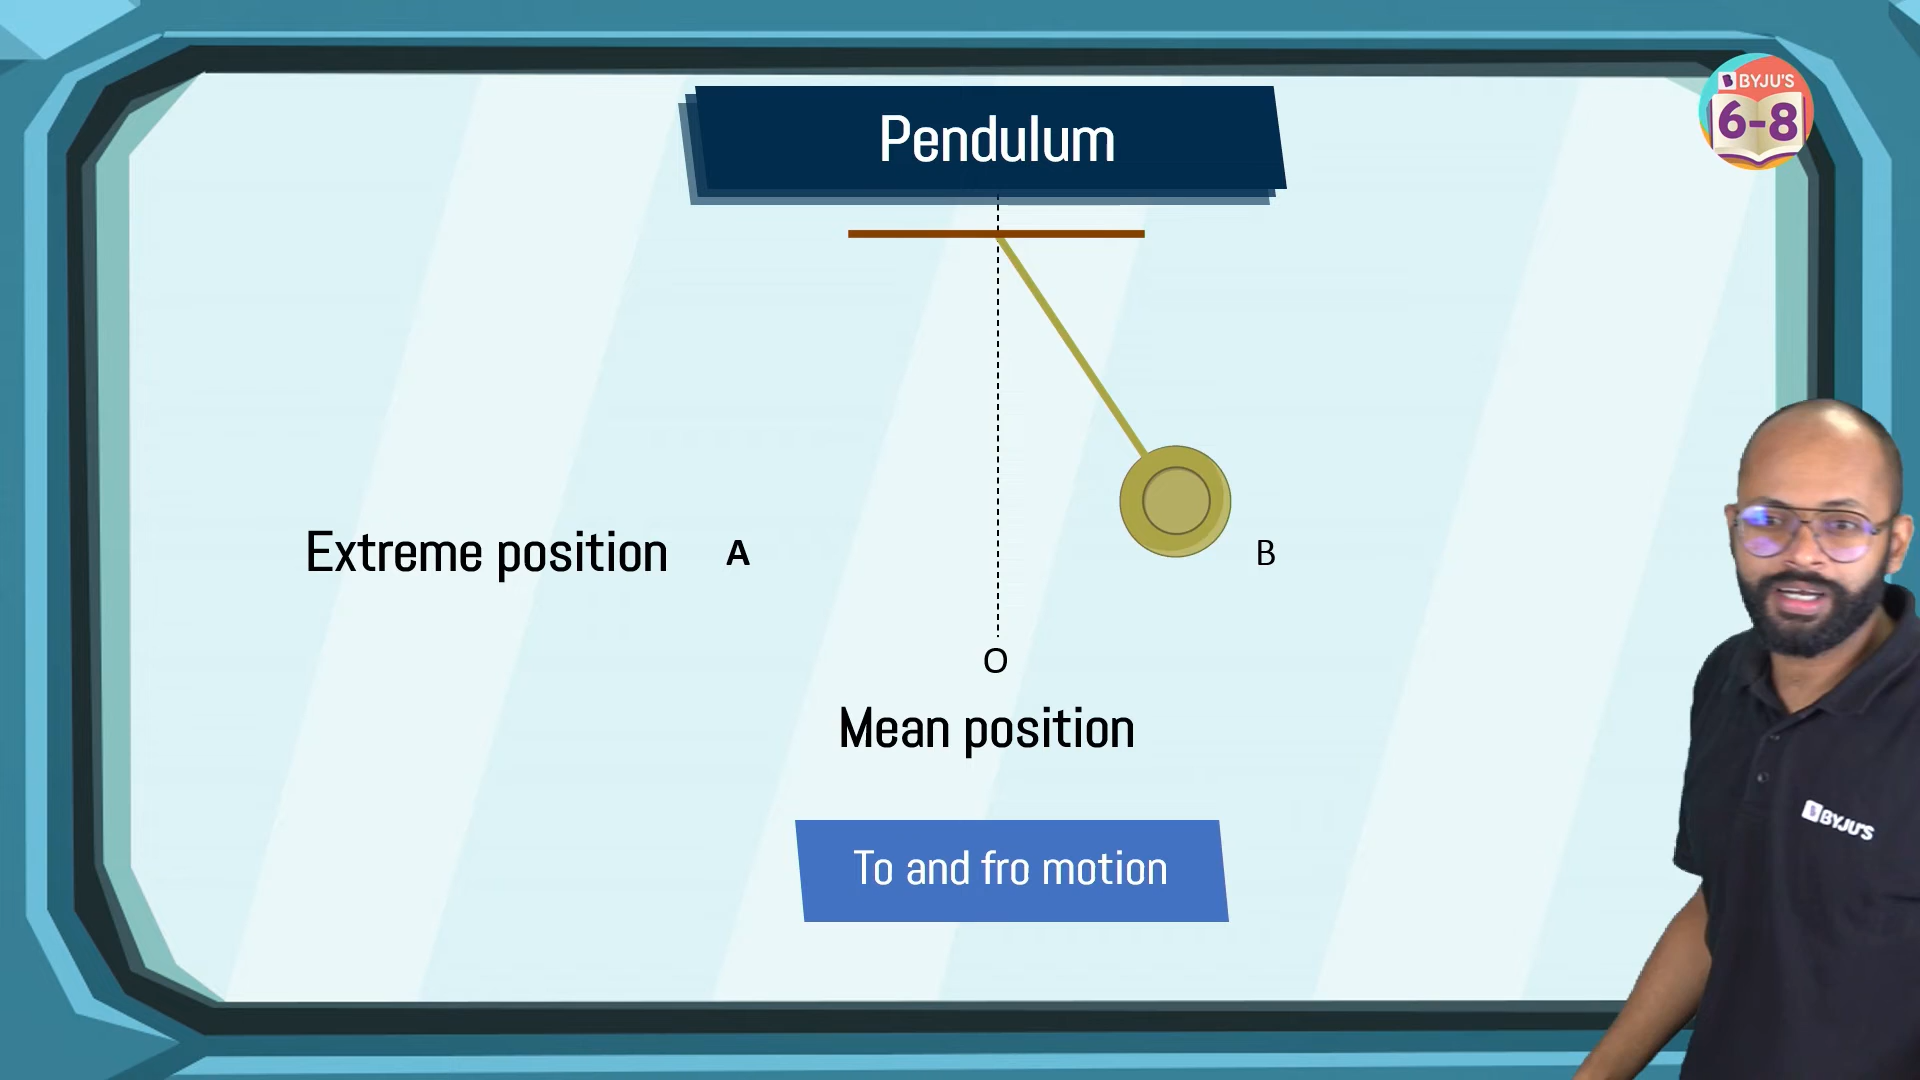 BYJU'S
6-8
Pendulum
Extreme position A
B
O
Mean position
To and fro motion
BYJU'S